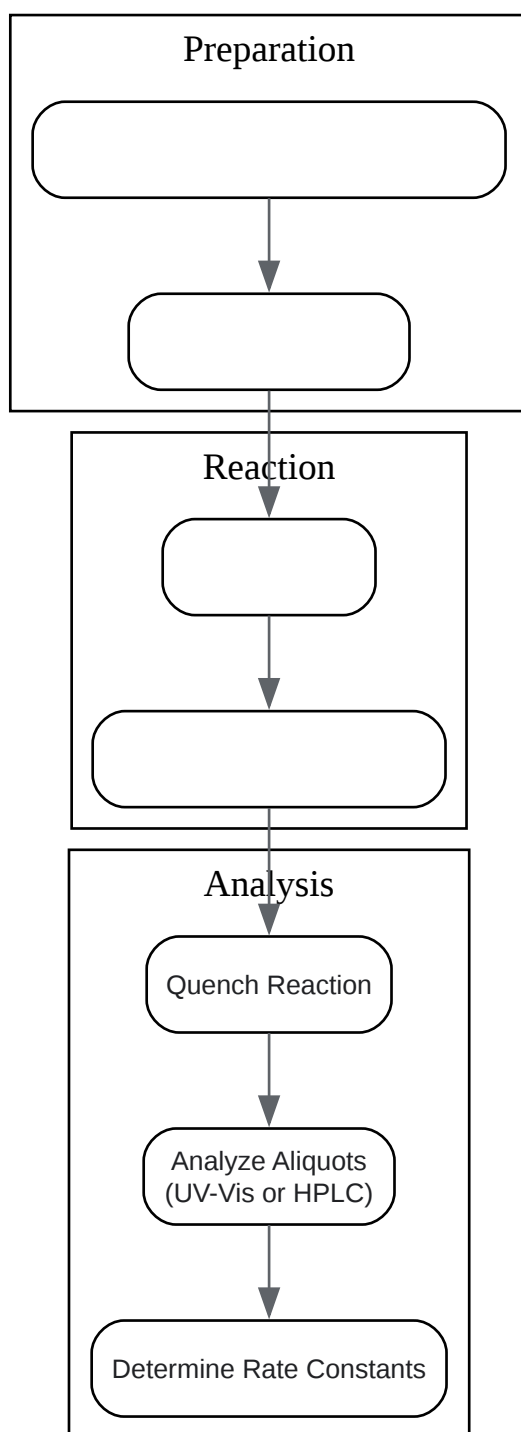 Preparation
Reaction
Analysis
Quench Reaction
Analyze Aliquots
(UV-Vis or HPLC)
Determine Rate Constants